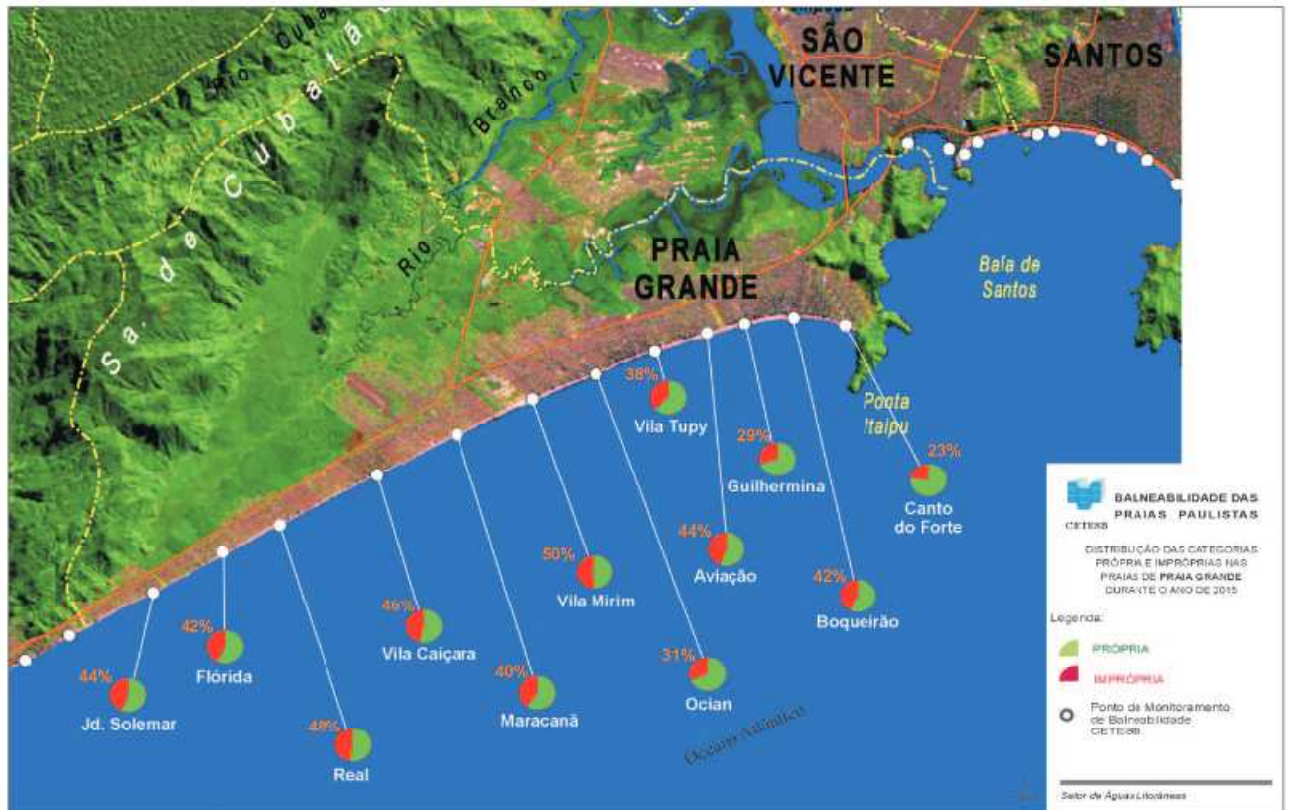 Rio Cuba
Sa. do Cubatão
Branco
Rio
SÃO
VICENTE
SANTOS
PRAIA
GRANDE
Baía de
Santos
Ponta
Itaipu
38%
Vila Tupy
29%
Guilhermina
23%
Canto
do Forte
44%
Aviação
42%
Boqueirão
50%
Vila Mirim
46%
Vila Caiçara
31%
Ocian
40%
Maracanã
42%
Flórida
44%
Jd. Solemar
48%
Real
Oceano Atlântico
CETESB
BALNEABILIDADE DAS
PRAIAS PAULISTAS
DISTRIBUIÇÃO DAS CATEGORIAS
PRÓPRIA E IMPRÓPRIAS NAS
PRAIAS DE PRAIA GRANDE
DURANTE O ANO DE 2015
Legenda:
PRÓPRIA
IMPRÓPRIA
Ponto de Monitoramento
de Balneabilidade
CETESB
Setor de Águas Litorâneas